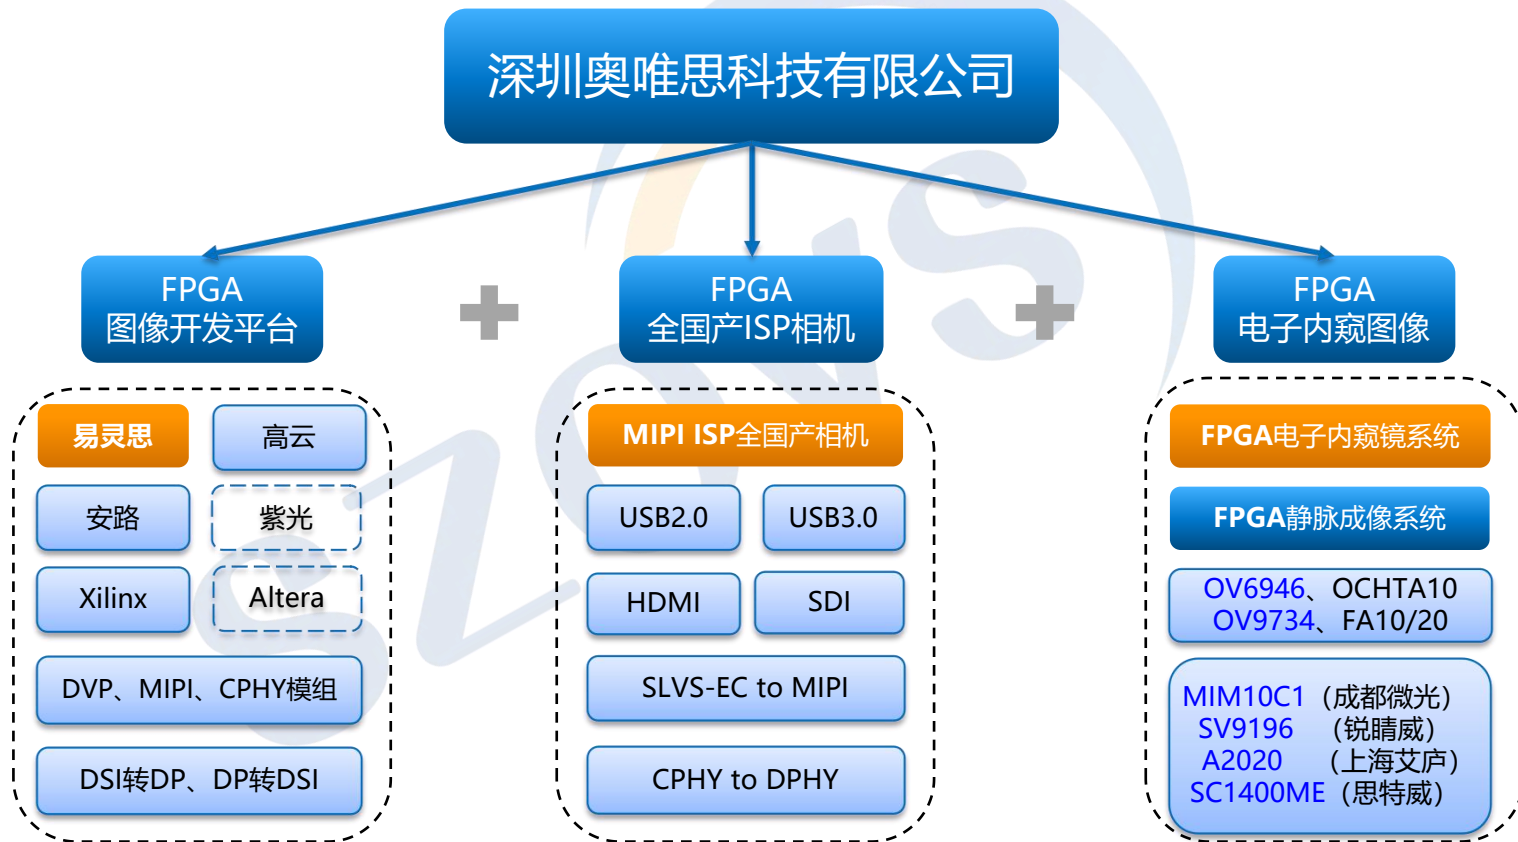 深圳奥唯思科技有限公司
FPGA
图像开发平台
FPGA
全国产ISP相机
FPGA
电子内窥图像
易灵思
高云
安路
紫光
Xilinx
Altera
DVP、MIPI、CPHY模组
DSI转DP、DP转DSI
MIPI ISP全国产相机
USB2.0
USB3.0
HDMI
SDI
SLVS-EC to MIPI
CPHY to DPHY
FPGA电子内窥镜系统
FPGA静脉成像系统
OV6946、OCHTA10
OV9734、FA10/20
MIM10C1（成都微光）
SV9196（锐睛威）
A2020（上海艾庐）
SC1400ME（思特威）
szovs